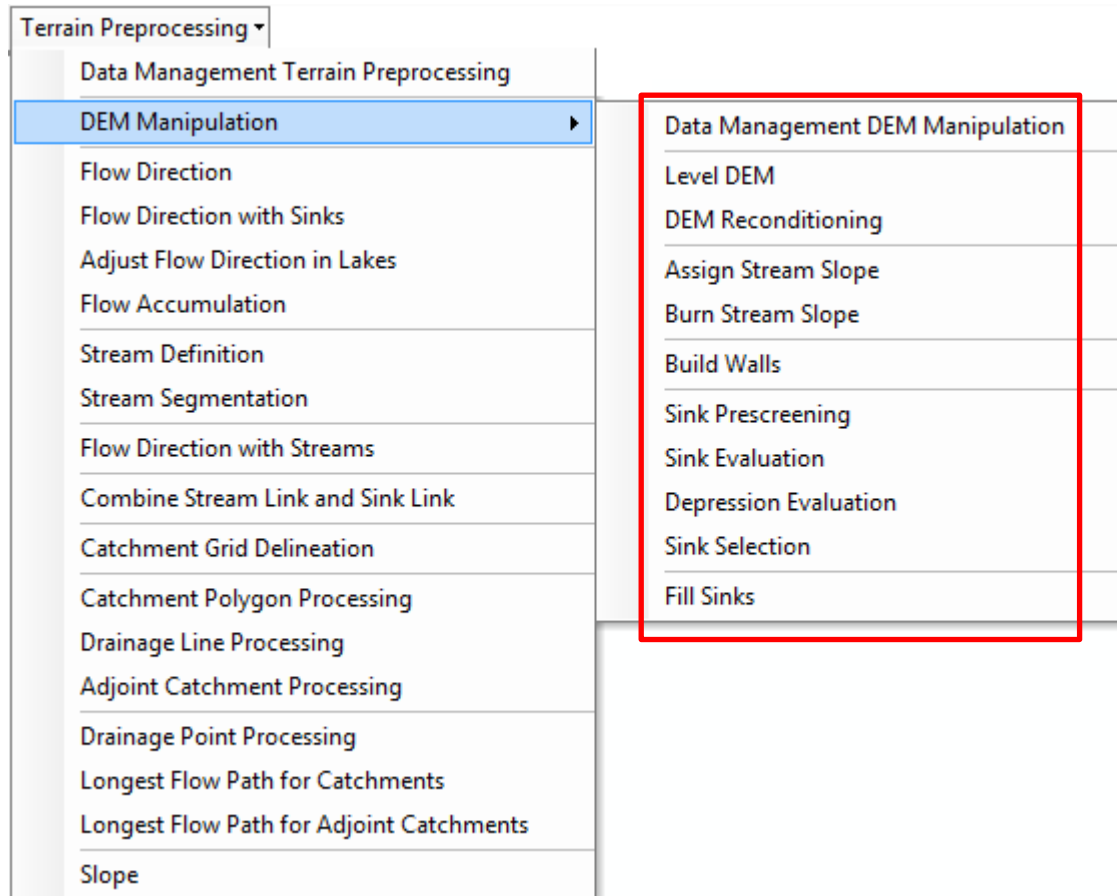 Terrain Preprocessing
Data Management Terrain Preprocessing
DEM Manipulation
Flow Direction
Flow Direction with Sinks
Adjust Flow Direction in Lakes
Flow Accumulation
Stream Definition
Stream Segmentation
Flow Direction with Streams
Combine Stream Link and Sink Link
Catchment Grid Delineation
Catchment Polygon Processing
Drainage Line Processing
Adjoint Catchment Processing
Drainage Point Processing
Longest Flow Path for Catchments
Longest Flow Path for Adjoint Catchments
Slope
Data Management DEM Manipulation
Level DEM
DEM Reconditioning
Assign Stream Slope
Burn Stream Slope
Build Walls
Sink Prescreening
Sink Evaluation
Depression Evaluation
Sink Selection
Fill Sinks